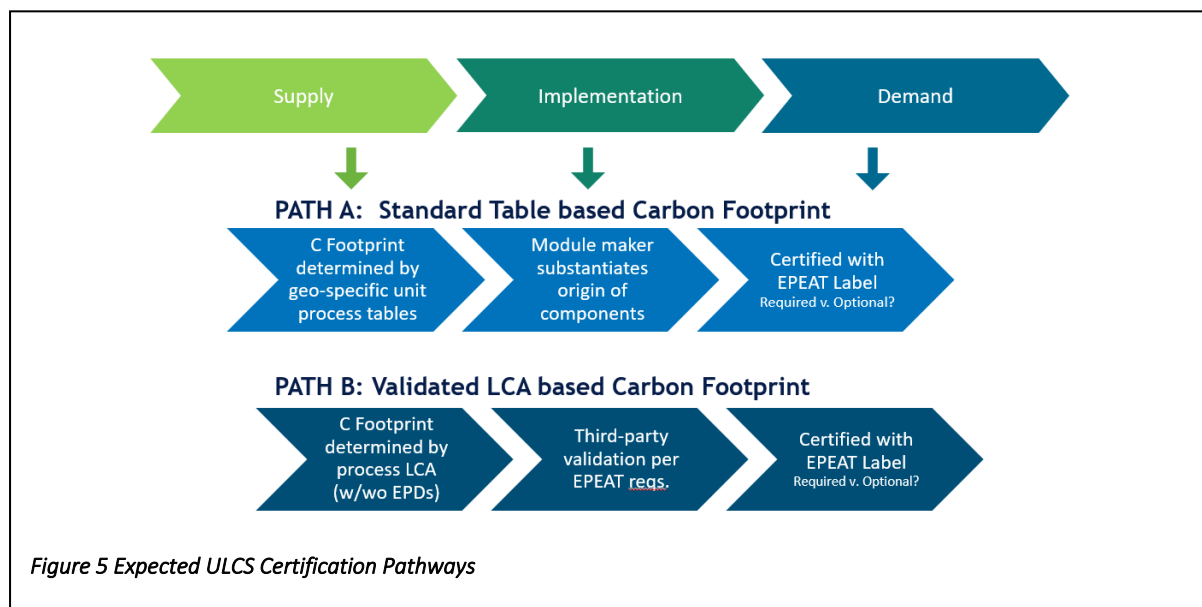 Supply
Implementation
Demand
PATH A:  Standard Table based Carbon Footprint
C Footprint
determined by
geo-specific unit
process tables
Module maker
substantiates
origin of
components
Certified with
EPEAT Label
Required v. Optional?
PATH B: Validated LCA based Carbon Footprint
C Footprint
determined by
process LCA
(w/wo EPDs)
Third-party
validation per
EPEAT reqs.
Certified with
EPEAT Label
Required v. Optional?
Figure 5 Expected ULCS Certification Pathways